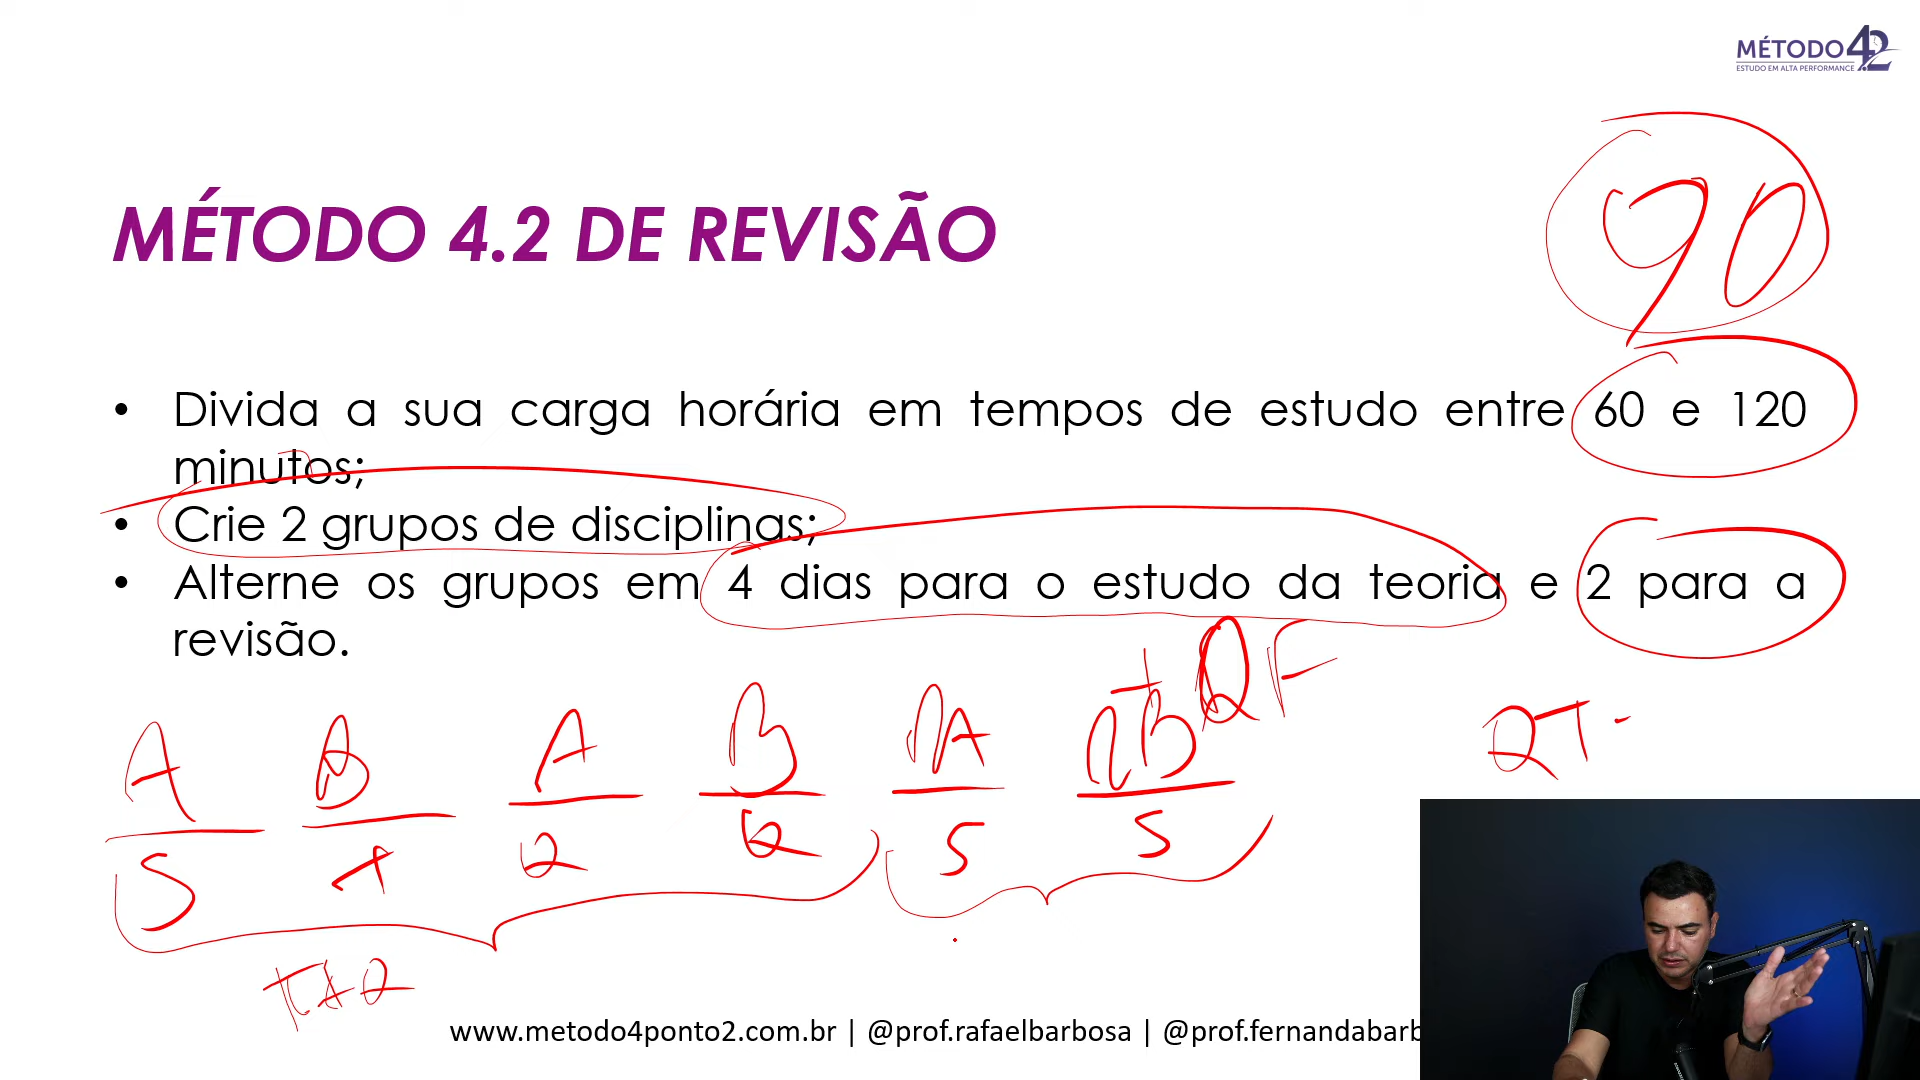 MÉTODO 4.2
ESTUDO EM ALTA PERFORMANCE
90
MÉTODO 4.2 DE REVISÃO
• Divida a sua carga horária em tempos de estudo entre 60 e 120
minutos;
• Crie 2 grupos de disciplinas;
• Alterne os grupos em 4 dias para o estudo da teoria e 2 para a
revisão.
A B A B
S Q Q S S
www.metodo4ponto2.com.br | @prof.rafaelbarbosa | @prof.fernandabarb